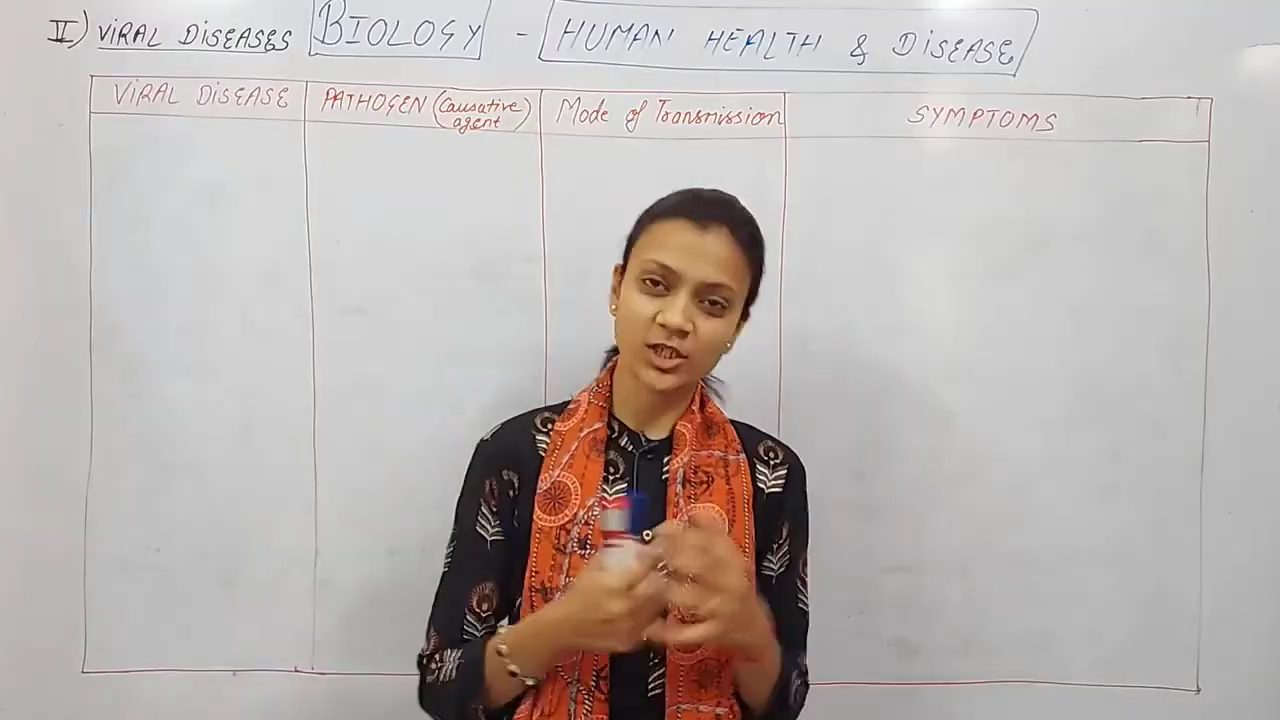 II) VIRAL DISEASES BIOLOGY - HUMAN HEALTH & DISEASE
VIRAL DISEASE PATHOGEN (Causative agent) Mode of Transmission SYMPTOMS